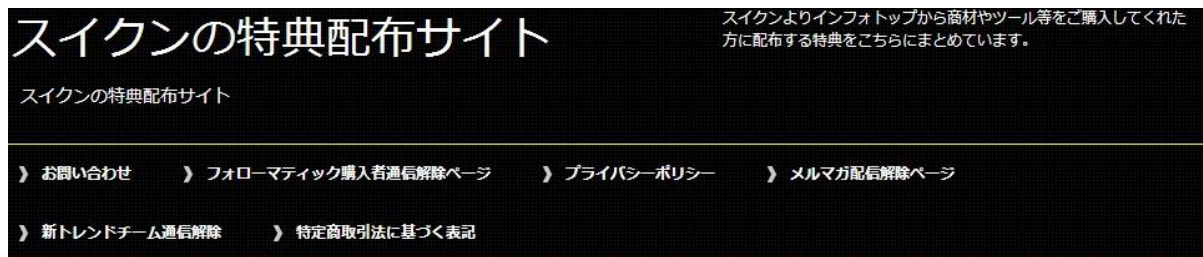 スイクンの特典配布サイト
スイクンよりインフォトップから商材やツール等をご購入してくれた
方に配布する特典をこちらにまとめています。
スイクンの特典配布サイト
》 お問い合わせ 》 フォローマティック購入者通信解除ページ 》 プライバシーポリシー 》 メルマガ配信解除ページ
》 新トレンドチーム通信解除 》 特定商取引法に基づく表記